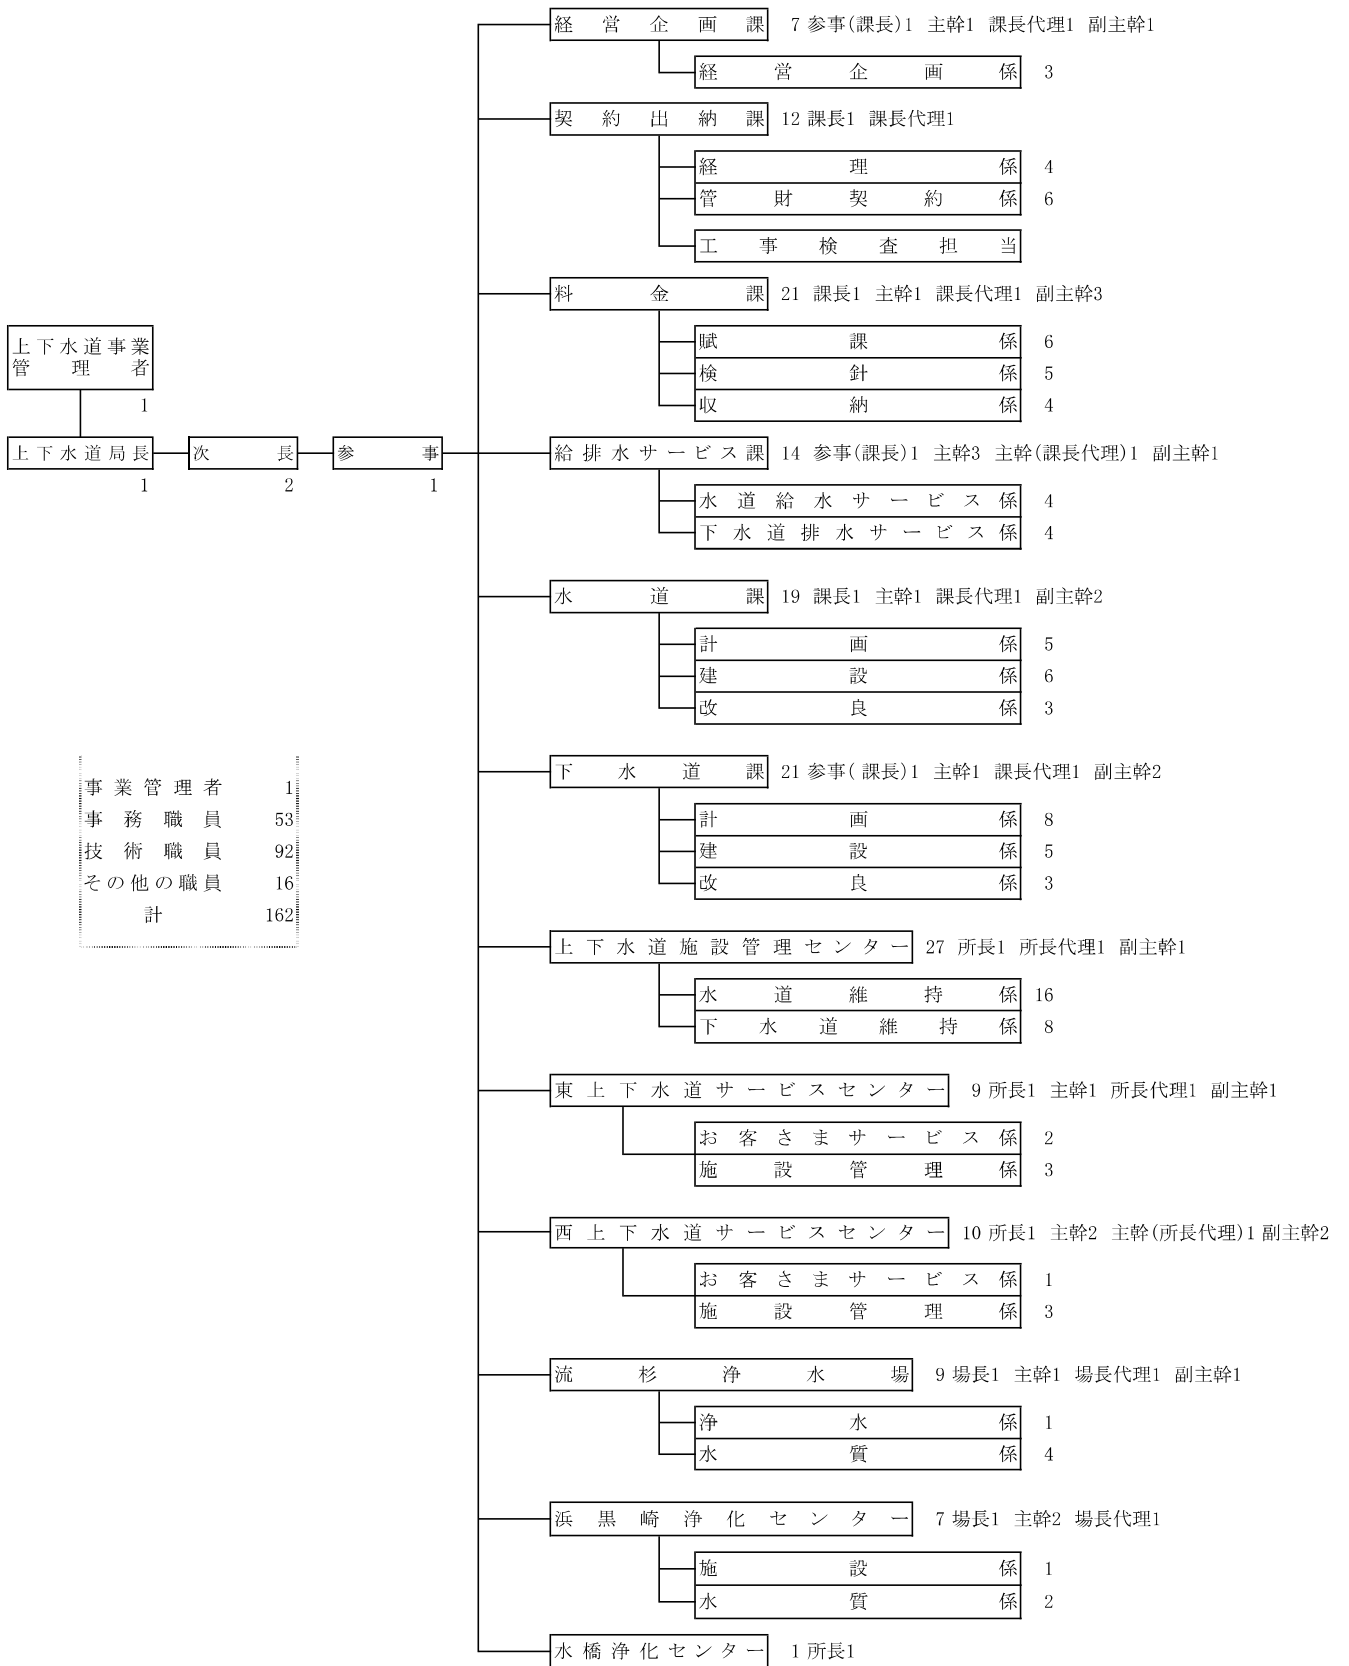 経営企画課 7 参事(課長)1 主幹1 課長代理1 副主幹1
経営企画係 3
契約出納課 12 課長1 課長代理1
経理係 4
管財契約係 6
工事検査担当
料金課 21 課長1 主幹1 課長代理1 副主幹3
賦課係 6
検針係 5
収納係 4
上下水道事業
管理者
1
上下水道局長
1
次長
2
参事
1
給排水サービス課 14 参事(課長)1 主幹3 主幹(課長代理)1 副主幹1
水道給水サービス係 4
下水道排水サービス係 4
水道課 19 課長1 主幹1 課長代理1 副主幹2
計画係 5
建設係 6
改良係 3
下水道課 21 参事(課長)1 主幹1 課長代理1 副主幹2
計画係 8
建設係 5
改良係 3
事業管理者 1
事務職員 53
技術職員 92
その他の職員 16
計 162
上下水道施設管理センター 27 所長1 所長代理1 副主幹1
水道維持係 16
下水道維持係 8
東上下水道サービスセンター 9 所長1 主幹1 所長代理1 副主幹1
お客さまサービス係 2
施設管理係 3
西上下水道サービスセンター 10 所長1 主幹2 主幹(所長代理)1 副主幹2
お客さまサービス係 1
施設管理係 3
流杉浄水場 9 場長1 主幹1 場長代理1 副主幹1
浄水係 1
水質係 4
浜黒崎浄化センター 7 場長1 主幹2 場長代理1
施設係 1
水質係 2
水橋浄化センター 1 所長1